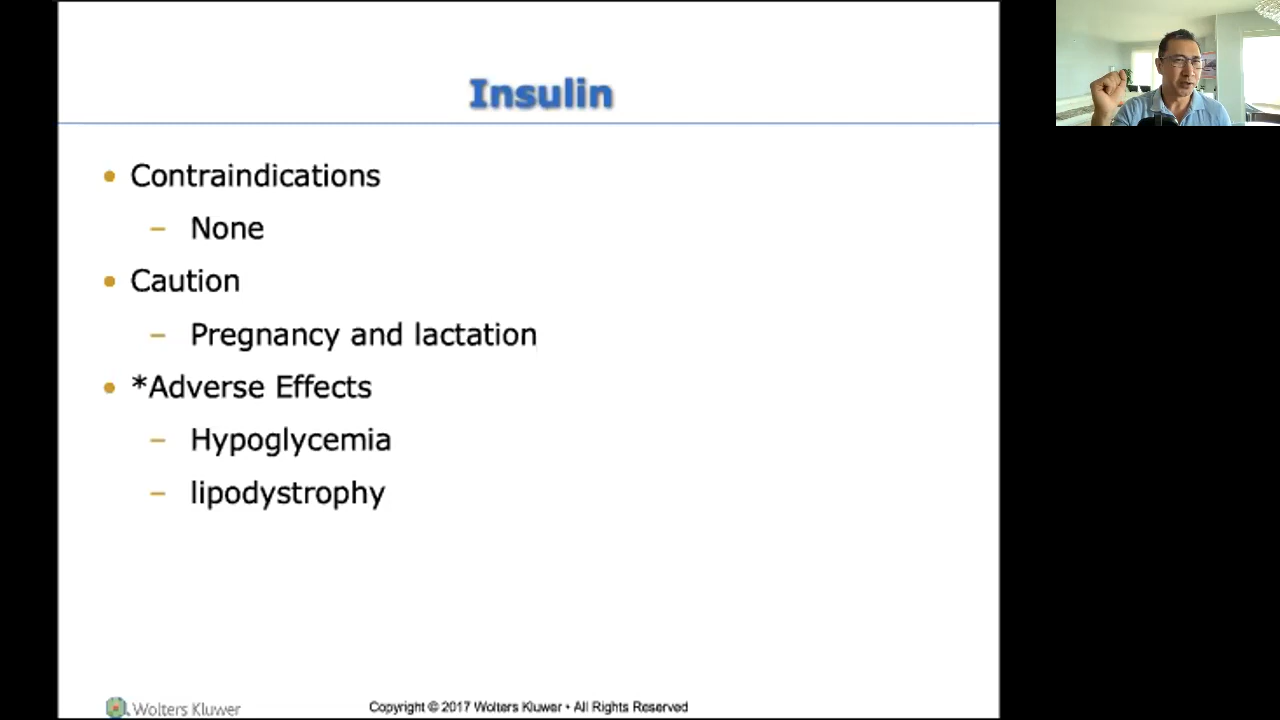 Insulin
• Contraindications
– None
• Caution
– Pregnancy and lactation
• *Adverse Effects
– Hypoglycemia
– lipodystrophy
Wolters Kluwer
Copyright © 2017 Wolters Kluwer • All Rights Reserved